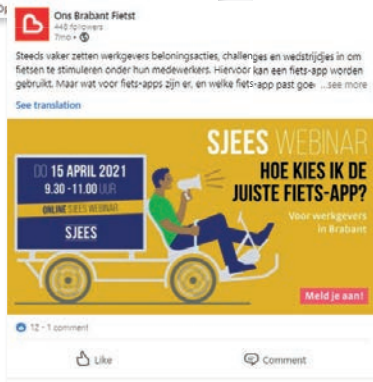 Ons Brabant Fietst
448 followers
7mo •
Steeds vaker zetten werkgevers beloningsacties, challenges en wedstrijdjes in om
fietsen te stimuleren onder hun medewerkers. Hiervoor kan een fiets-app worden
gebruikt. Maar wat voor fiets-apps zijn er, en welke fiets-app past goe ...see more
See translation
SJEES WEBINAR
HOE KIES IK DE
JUISTE FIETS-APP?
Voor werkgevers
in Brabant
DO 15 APRIL 2021
9.30 -11.00 UUR
ONLINE SJEES WEBINAR
SJEES
Meld je aan!
12 - 1 comment
Like
Comment